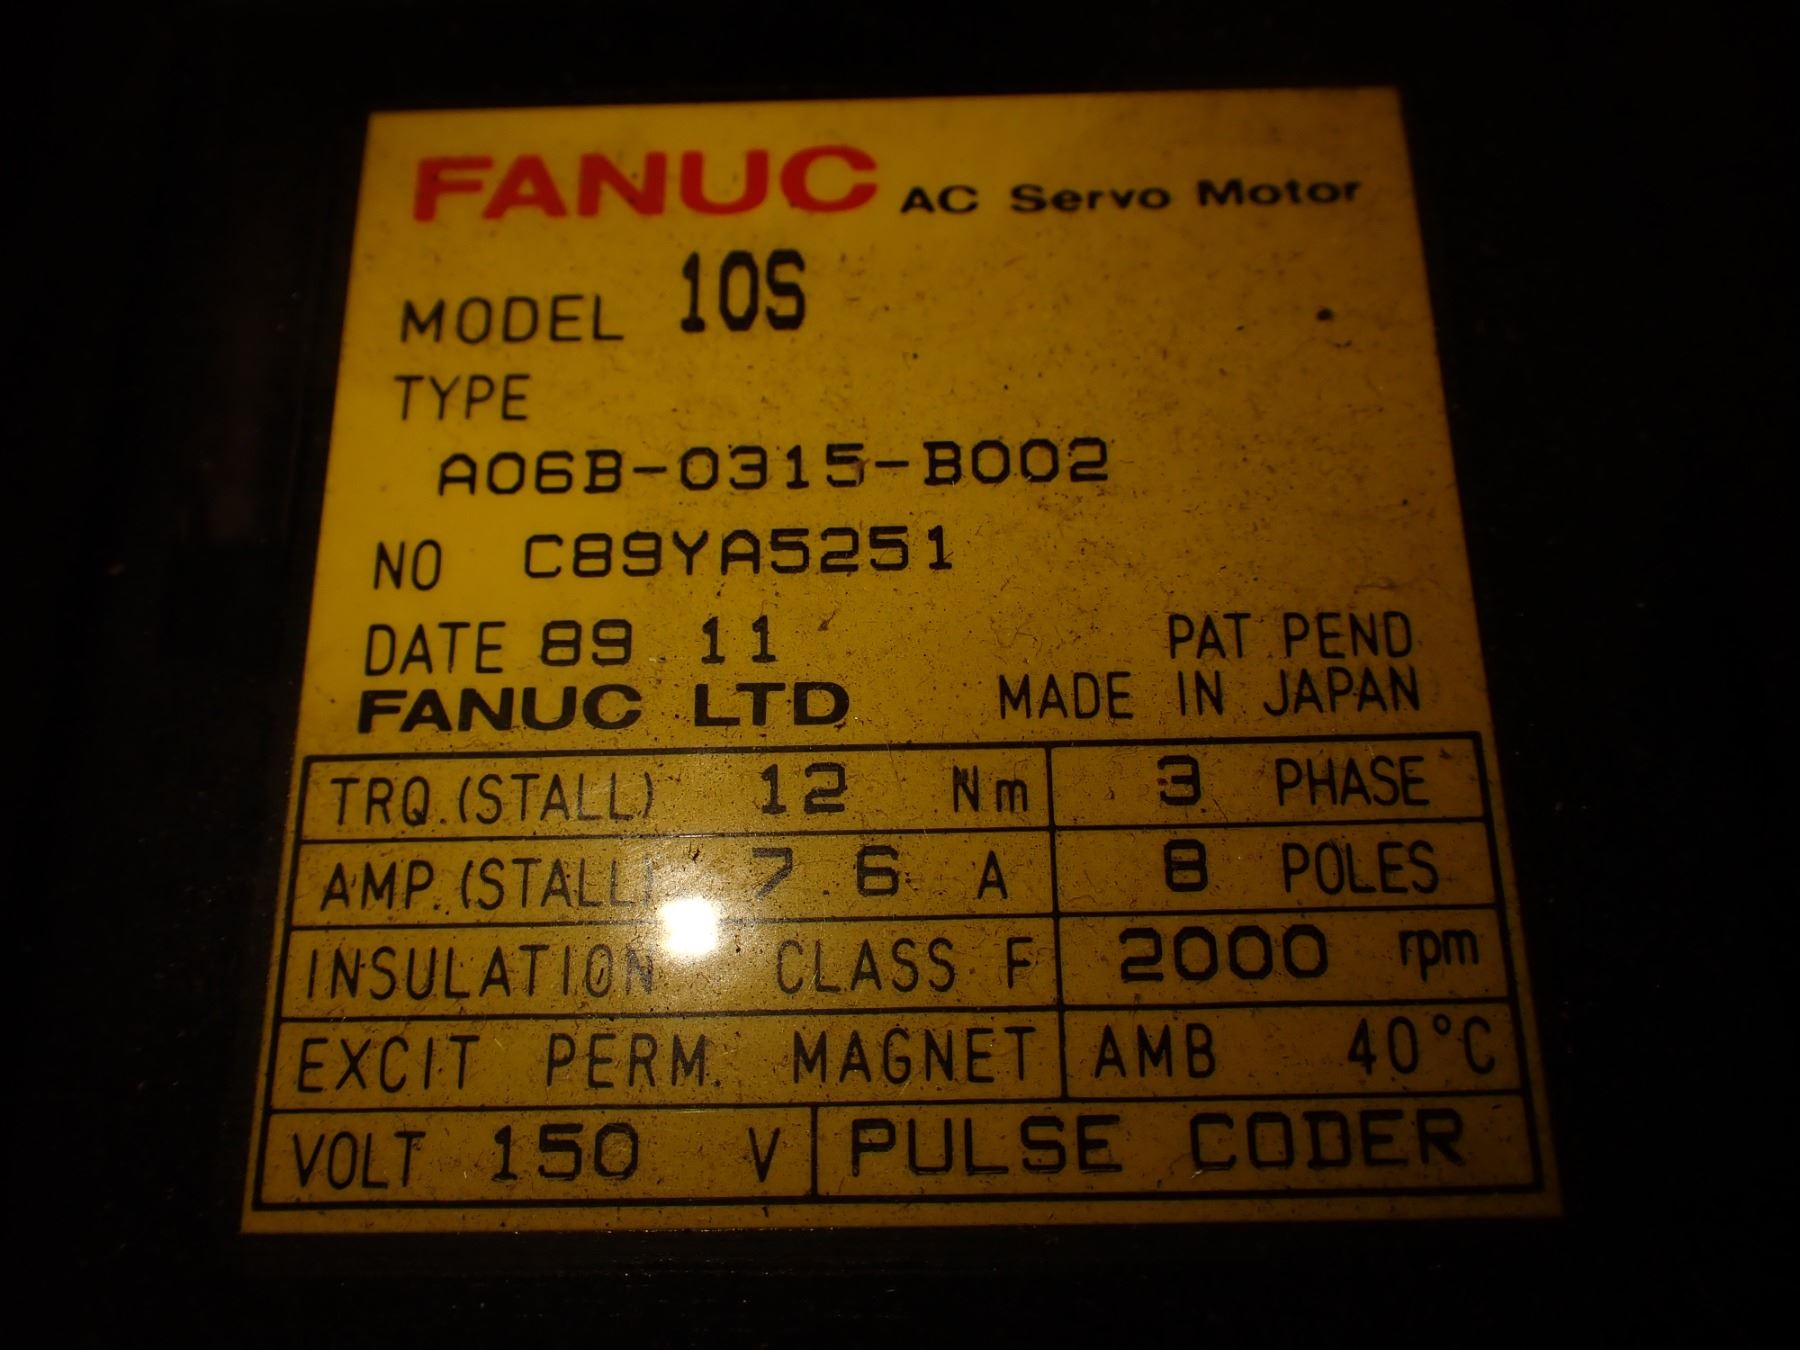 FANUC AC Servo Motor
MODEL 10S
TYPE
A06B-0315-B002
NO C89YA5251
DATE 89.11 PAT PEND
FANUC LTD MADE IN JAPAN
TRQ.(STALL) 12 Nm 3 PHASE
AMP.(STALL) 7.6 A 8 POLES
INSULATION CLASS F 2000 rpm
EXCIT PERM. MAGNET AMB 40°C
VOLT 150 V PULSE CODER